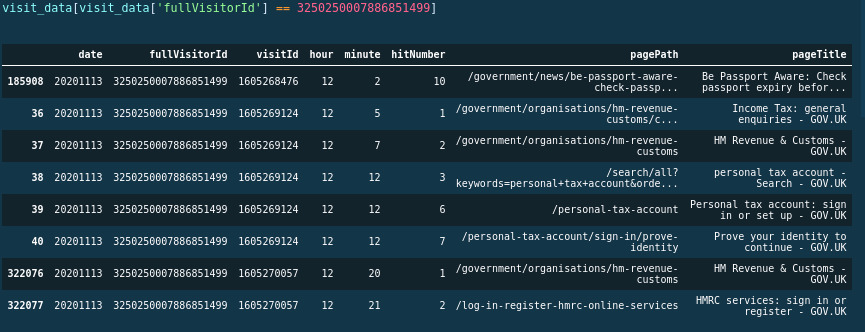 visit_data[visit_data['fullVisitorId'] == 3250250007886851499]
date fullVisitorId visitId hour minute hitNumber pagePath pageTitle
185908 20201113 3250250007886851499 1605268476 12 2 10 /government/news/be-passport-aware-check-passp... Be Passport Aware: Check passport expiry befor...
36 20201113 3250250007886851499 1605269124 12 5 1 /government/organisations/hm-revenue-customs/c... Income Tax: general enquiries - GOV.UK
37 20201113 3250250007886851499 1605269124 12 7 2 /government/organisations/hm-revenue-customs HM Revenue & Customs - GOV.UK
38 20201113 3250250007886851499 1605269124 12 12 3 /search/all?keywords=personal+tax+account&orde... personal tax account - Search - GOV.UK
39 20201113 3250250007886851499 1605269124 12 12 6 /personal-tax-account Personal tax account: sign in or set up - GOV.UK
40 20201113 3250250007886851499 1605269124 12 12 7 /personal-tax-account/sign-in/prove-identity Prove your identity to continue - GOV.UK
322076 20201113 3250250007886851499 1605270057 12 20 1 /government/organisations/hm-revenue-customs HM Revenue & Customs - GOV.UK
322077 20201113 3250250007886851499 1605270057 12 21 2 /log-in-register-hmrc-online-services HMRC services: sign in or register - GOV.UK